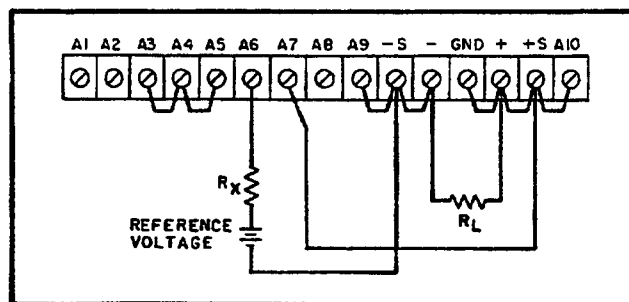 A1 A2 A3 A4 A5 A6 A7 A8 A9 -S - GND + +S A10
RX
REFERENCE
VOLTAGE
RL